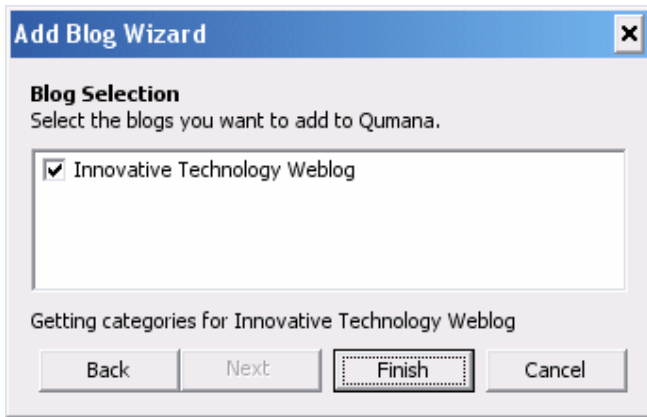 Add Blog Wizard
Blog Selection
Select the blogs you want to add to Qumana.
Innovative Technology Weblog
Getting categories for Innovative Technology Weblog
Back Next Finish Cancel